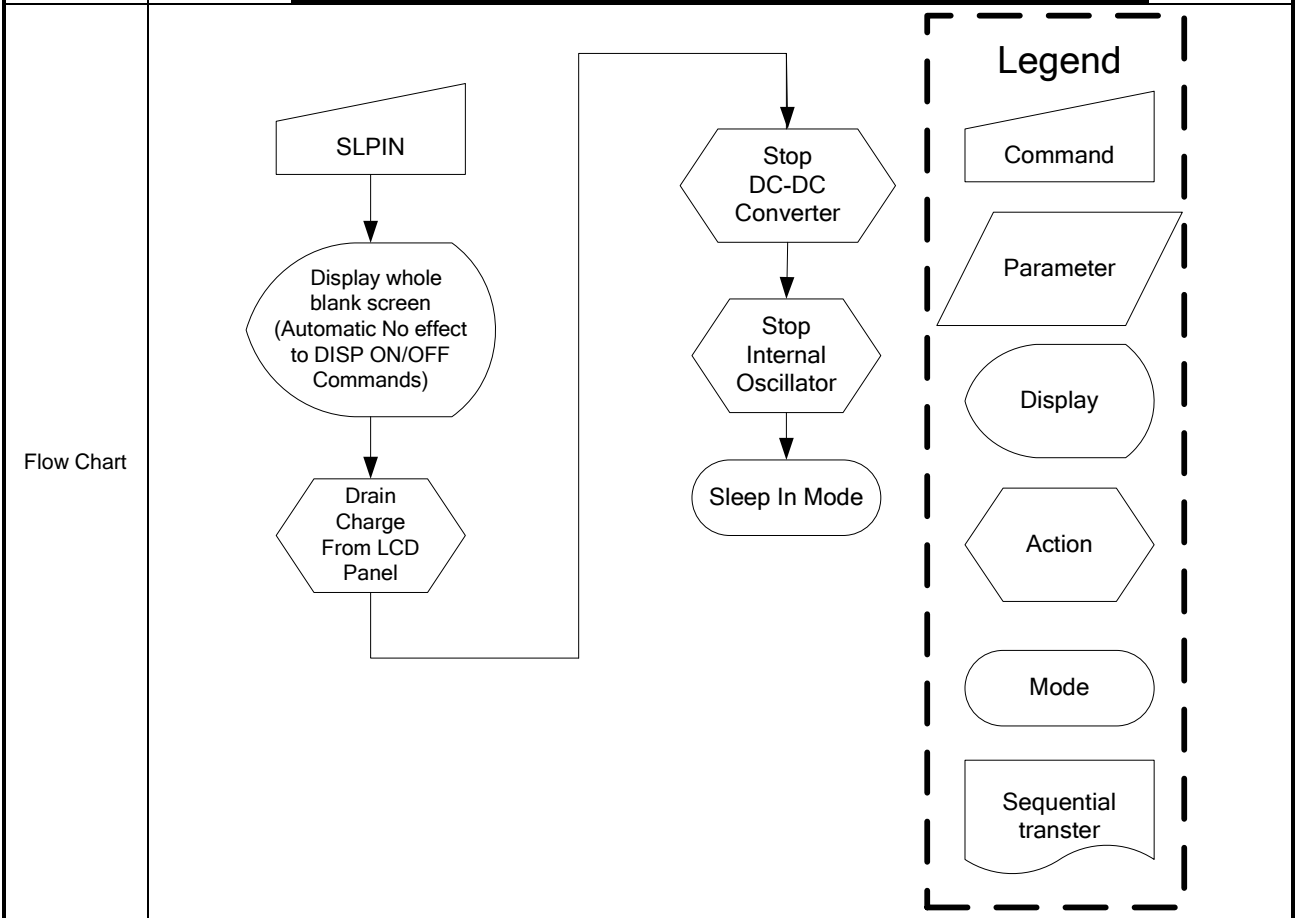 Flow Chart
SLPIN
Display whole
blank screen
(Automatic No effect
to DISP ON/OFF
Commands)
Drain
Charge
From LCD
Panel
Stop
DC-DC
Converter
Stop
Internal
Oscillator
Sleep In Mode
Legend
Command
Parameter
Display
Action
Mode
Sequential
transter